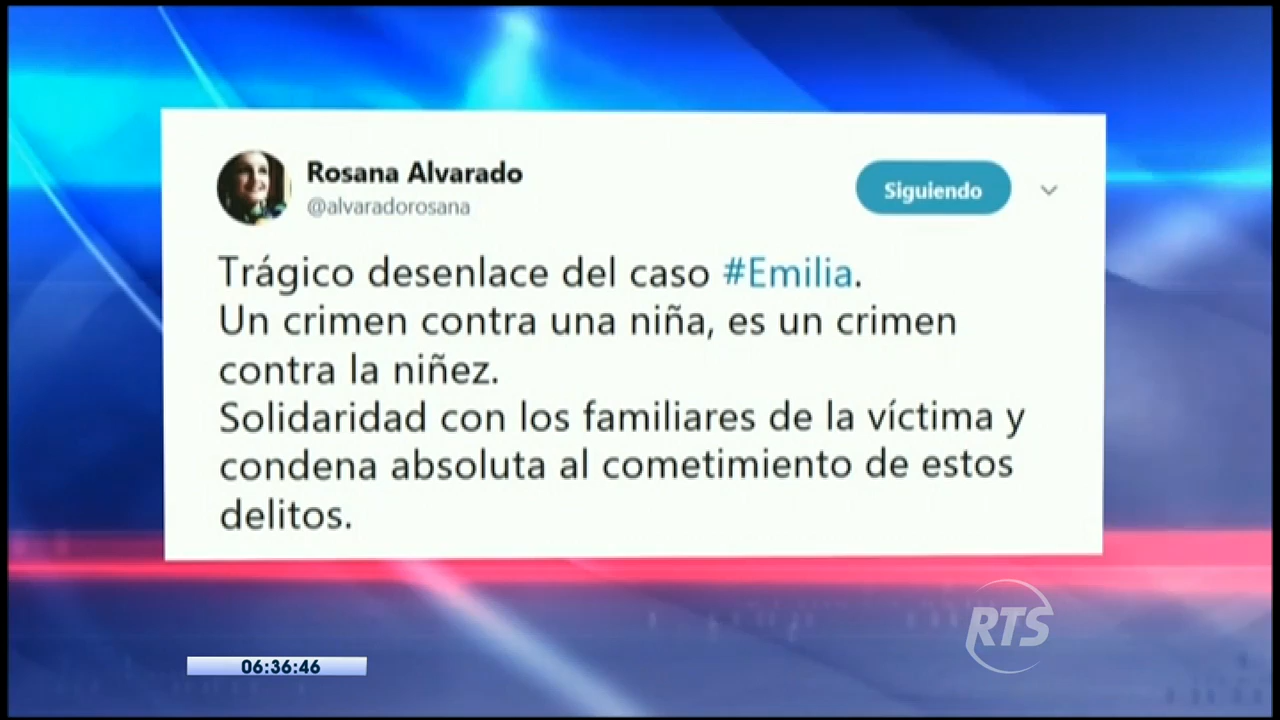 Rosana Alvarado
@alvaradorosana
Siguiendo
Trágico desenlace del caso #Emilia.
Un crimen contra una niña, es un crimen
contra la niñez.
Solidaridad con los familiares de la víctima y
condena absoluta al cometimiento de estos
delitos.
RTS
06:36:46